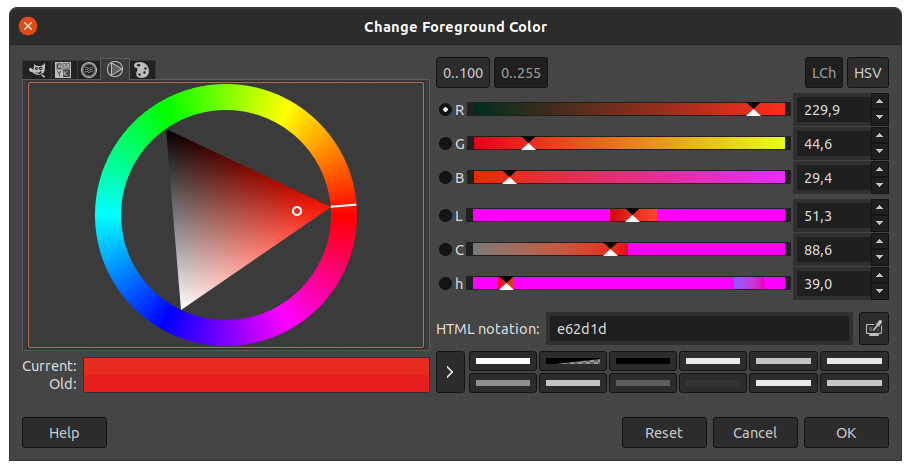 Change Foreground Color
0..100 0..255 LCh HSV
R 229,9
G 44,6
B 29,4
L 51,3
C 88,6
h 39,0
HTML notation: e62d1d
Current:
Old:
Help Reset Cancel OK